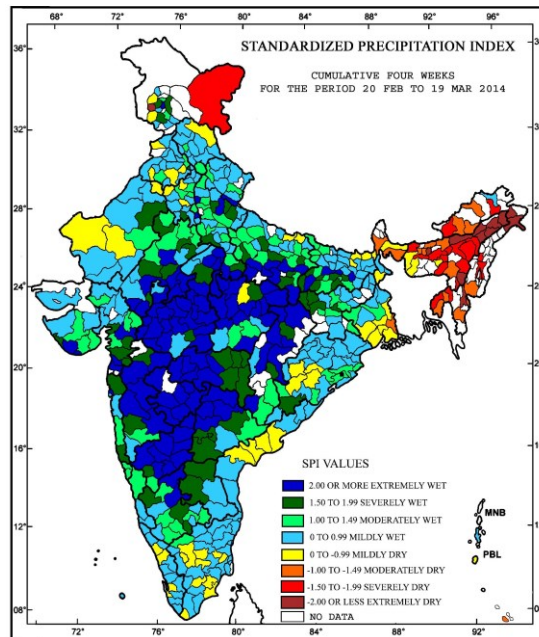 68° 72° 76° 80° 84° 88° 92° 96°
36°
STANDARDIZED PRECIPITATION INDEX
CUMULATIVE FOUR WEEKS
FOR THE PERIOD 20 FEB TO 19 MAR 2014
32°
28°
24°
20°
16°
12°
08°
SPI VALUES
2.00 OR MORE EXTREMELY WET
1.50 TO 1.99 SEVERELY WET
1.00 TO 1.49 MODERATELY WET
0 TO 0.99 MILDLY WET
0 TO -0.99 MILDLY DRY
-1.00 TO -1.49 MODERATELY DRY
-1.50 TO -1.99 SEVERELY DRY
-2.00 OR LESS EXTREMELY DRY
NO DATA
MNB
PBL
68° 72° 76° 80° 84° 88° 92° 96°